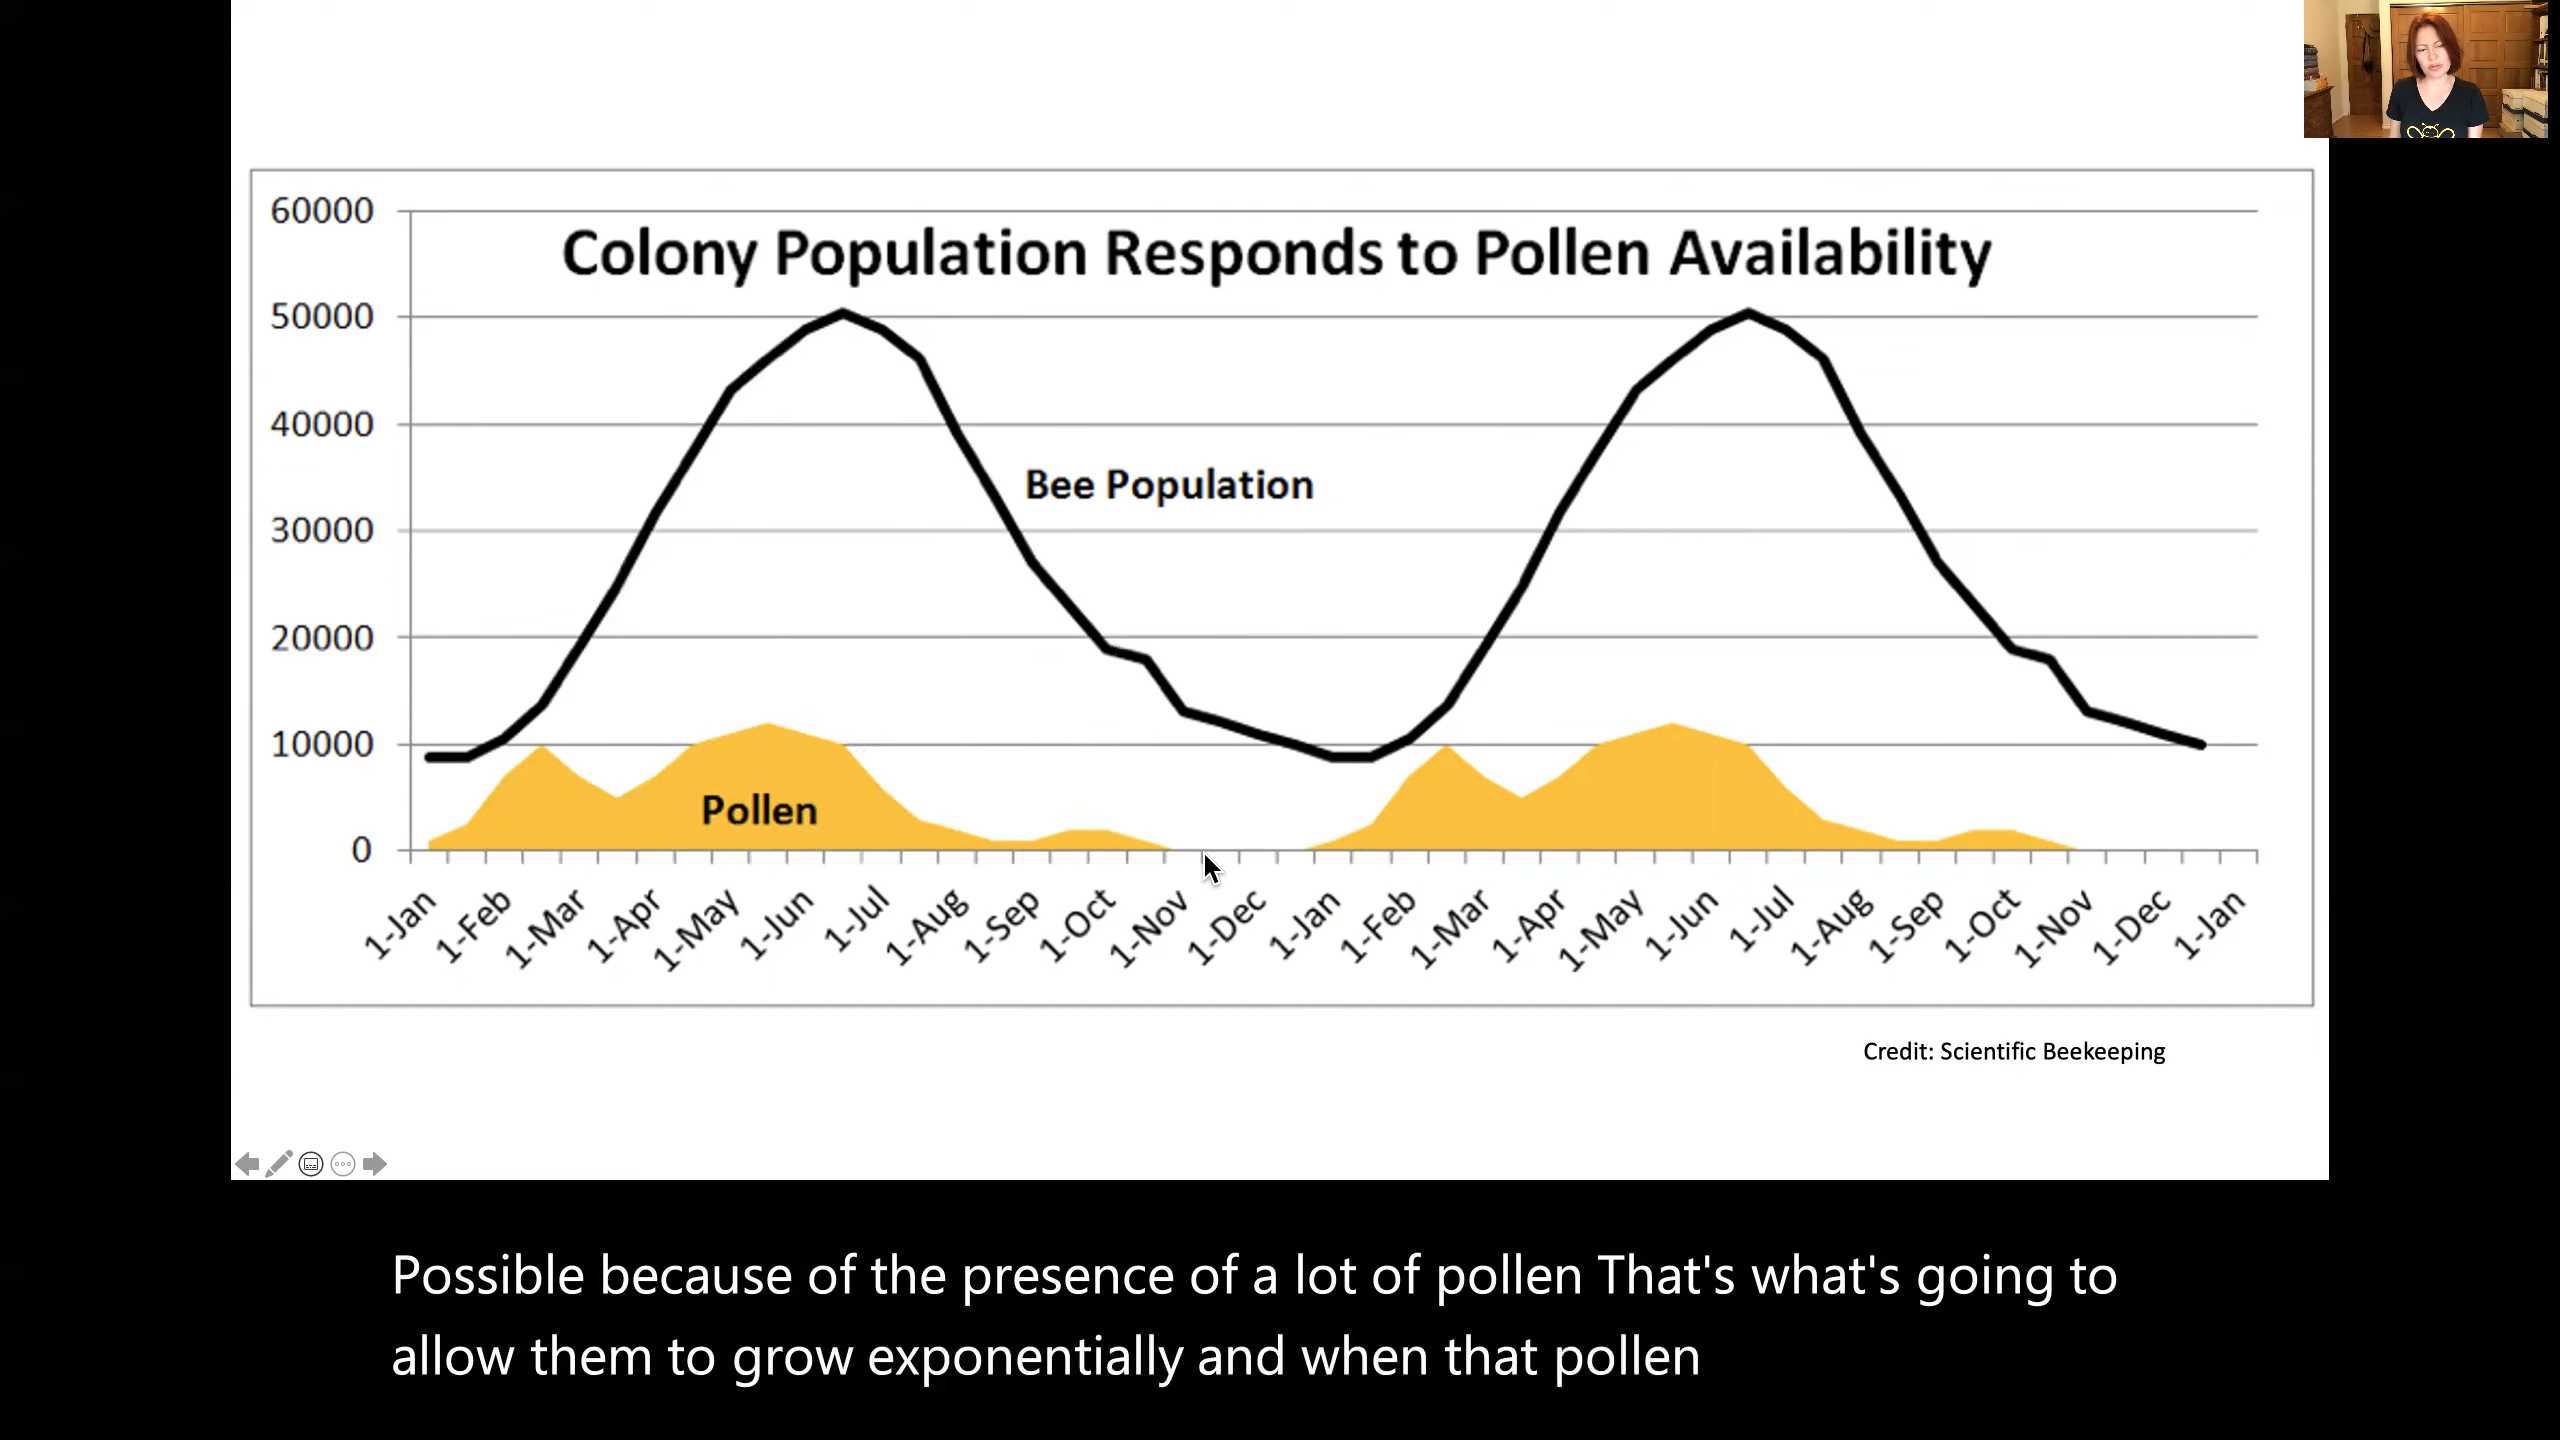 60000
Colony Population Responds to Pollen Availability
50000
40000
Bee Population
30000
20000
10000
Pollen
0
1-Jan 1-Feb 1-Mar 1-Apr 1-May 1-Jun 1-Jul 1-Aug 1-Sep 1-Oct 1-Nov 1-Dec 1-Jan 1-Feb 1-Mar 1-Apr 1-May 1-Jun 1-Jul 1-Aug 1-Sep 1-Oct 1-Nov 1-Dec 1-Jan
Credit: Scientific Beekeeping
Possible because of the presence of a lot of pollen That's what's going to
allow them to grow exponentially and when that pollen